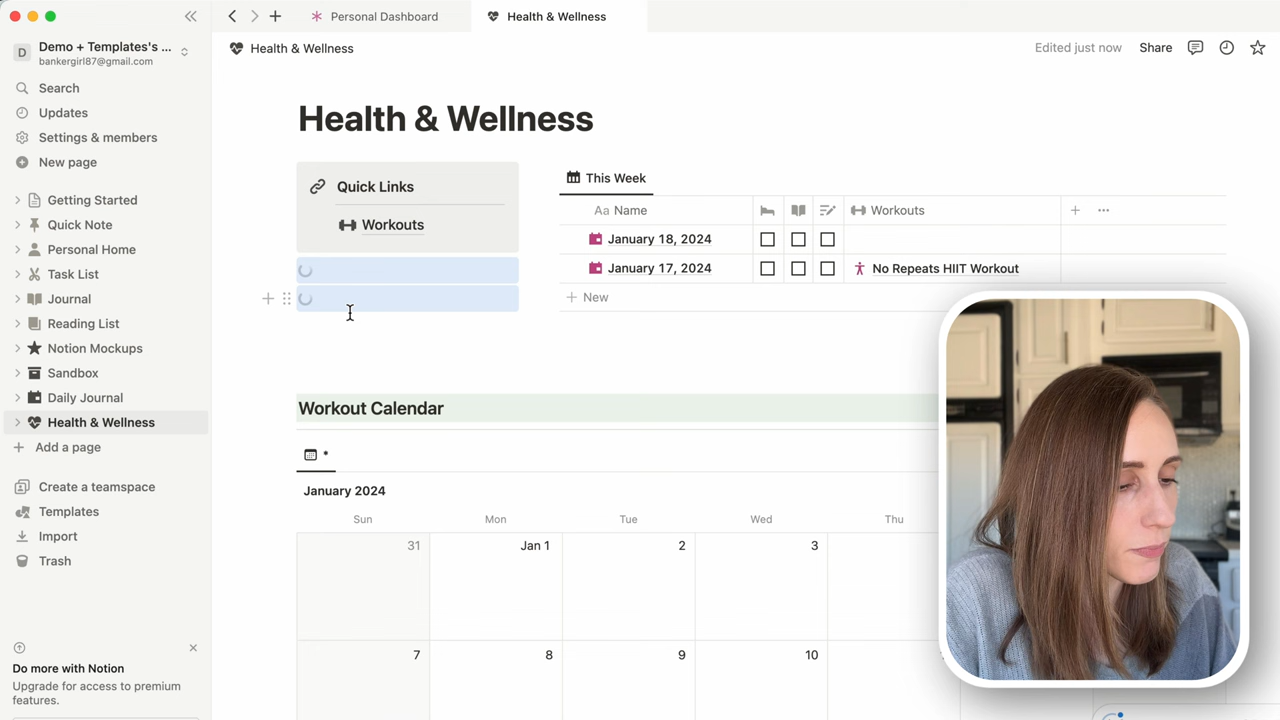 Personal Dashboard
Health & Wellness
D
Demo + Templates's ...
bankergirl87@gmail.com
Health & Wellness
Edited just now
Share
Search
Updates
Settings & members
New page
Getting Started
Quick Note
Personal Home
Task List
Journal
Reading List
Notion Mockups
Sandbox
Daily Journal
Health & Wellness
Add a page
Create a teamspace
Templates
Import
Trash
Do more with Notion
Upgrade for access to premium
features.
Health & Wellness
Quick Links
Workouts
This Week
Aa Name
Workouts
January 18, 2024
January 17, 2024
No Repeats HIIT Workout
New
Workout Calendar
*
January 2024
Sun Mon Tue Wed Thu
31 Jan 1 2 3
7 8 9 10